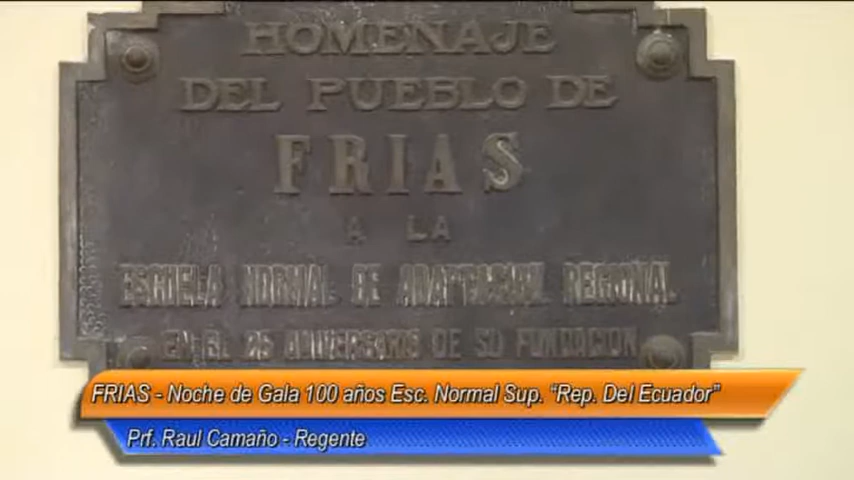 HOMENAJE
DEL PUEBLO DE
FRIAS
A LA
ESCUELA NORMAL DE ADAPTACION REGIONAL
EN EL 25 ANIVERSARIO DE SU FUNDACION
FRIAS - Noche de Gala 100 años Esc. Normal Sup. “Rep. Del Ecuador”
Prf. Raul Camaño - Regente